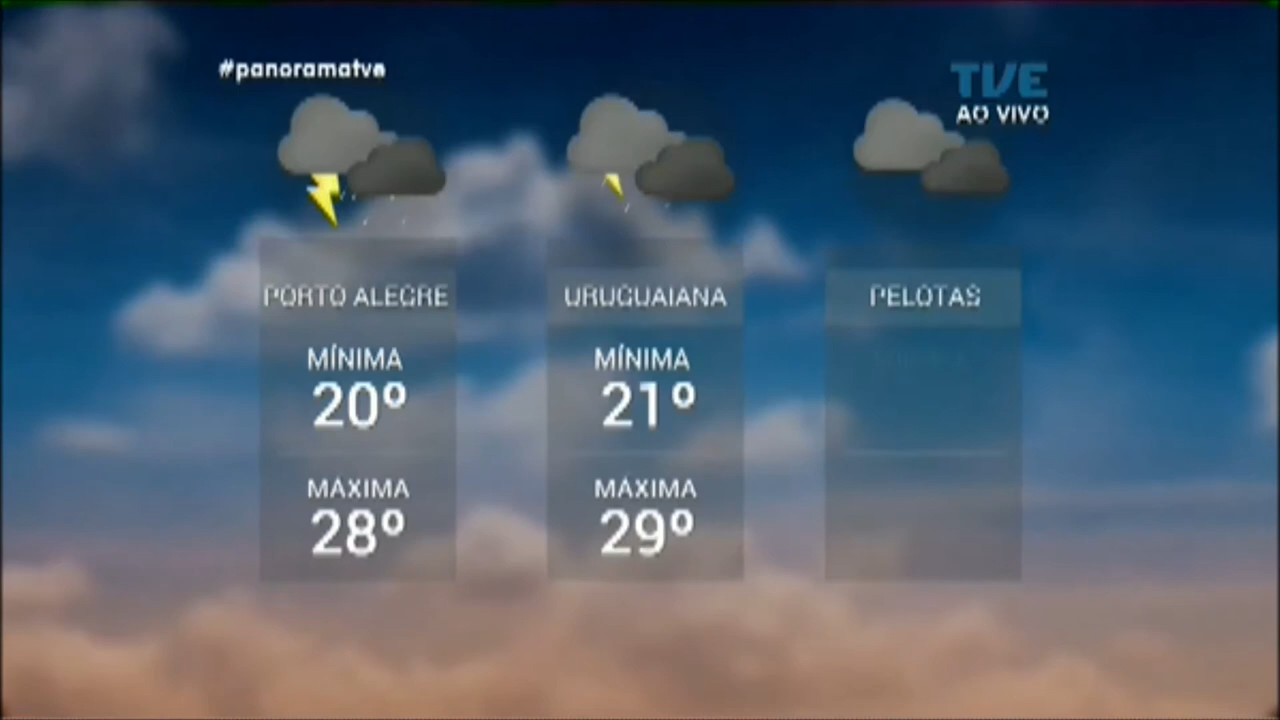 #panoramatve
TVE
AO VIVO
PORTO ALEGRE
MÍNIMA
20º
MÁXIMA
28º
URUGUAIANA
MÍNIMA
21º
MÁXIMA
29º
PELOTAS